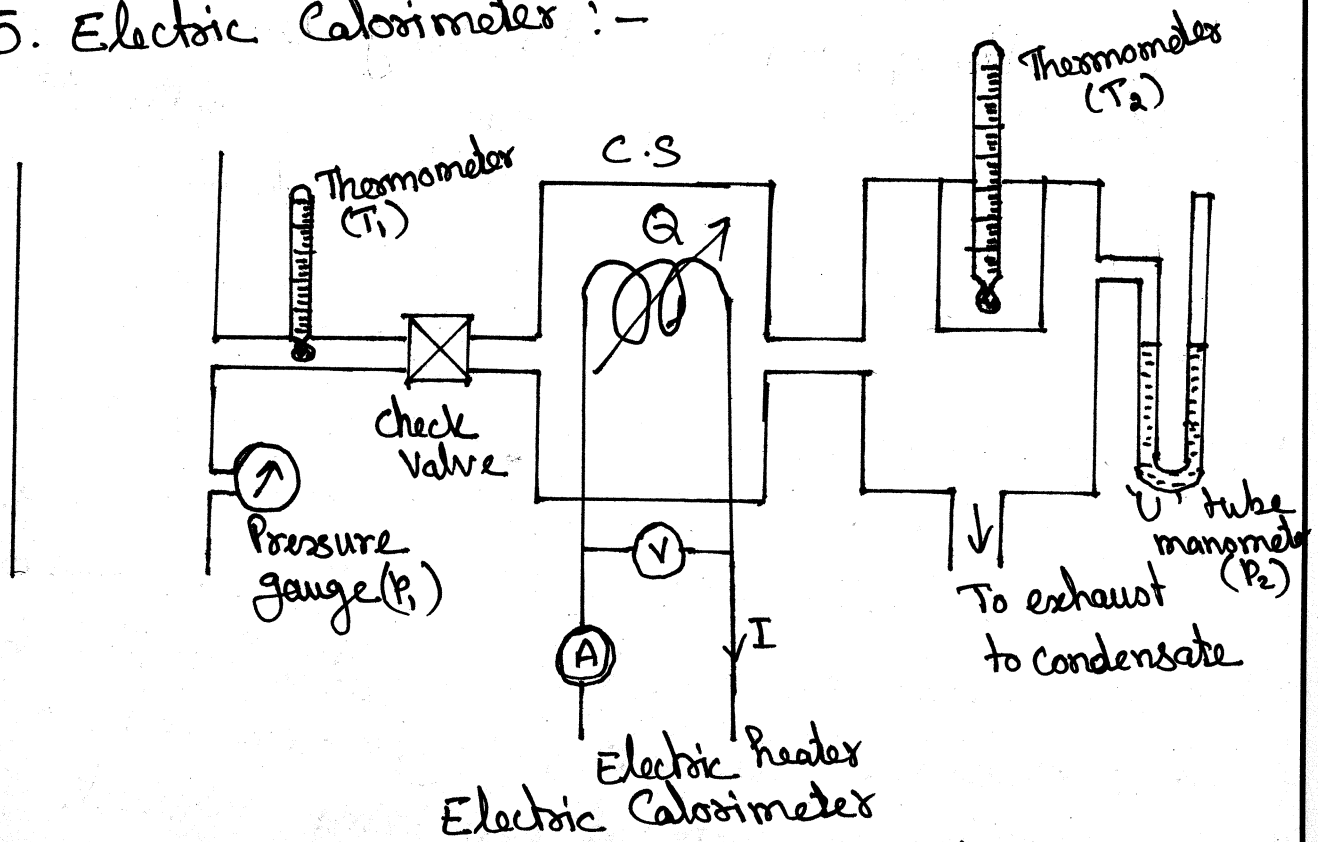 5. Electric Calorimeter :-
Thermometer
(T2)
Thermometer
(T1)
C.S
Q
check
valve
Pressure
gauge (P1)
V
A
I
'U' tube
manomete
(P2)
To exhaust
to condensate
Electric heater
Electric Calorimeter